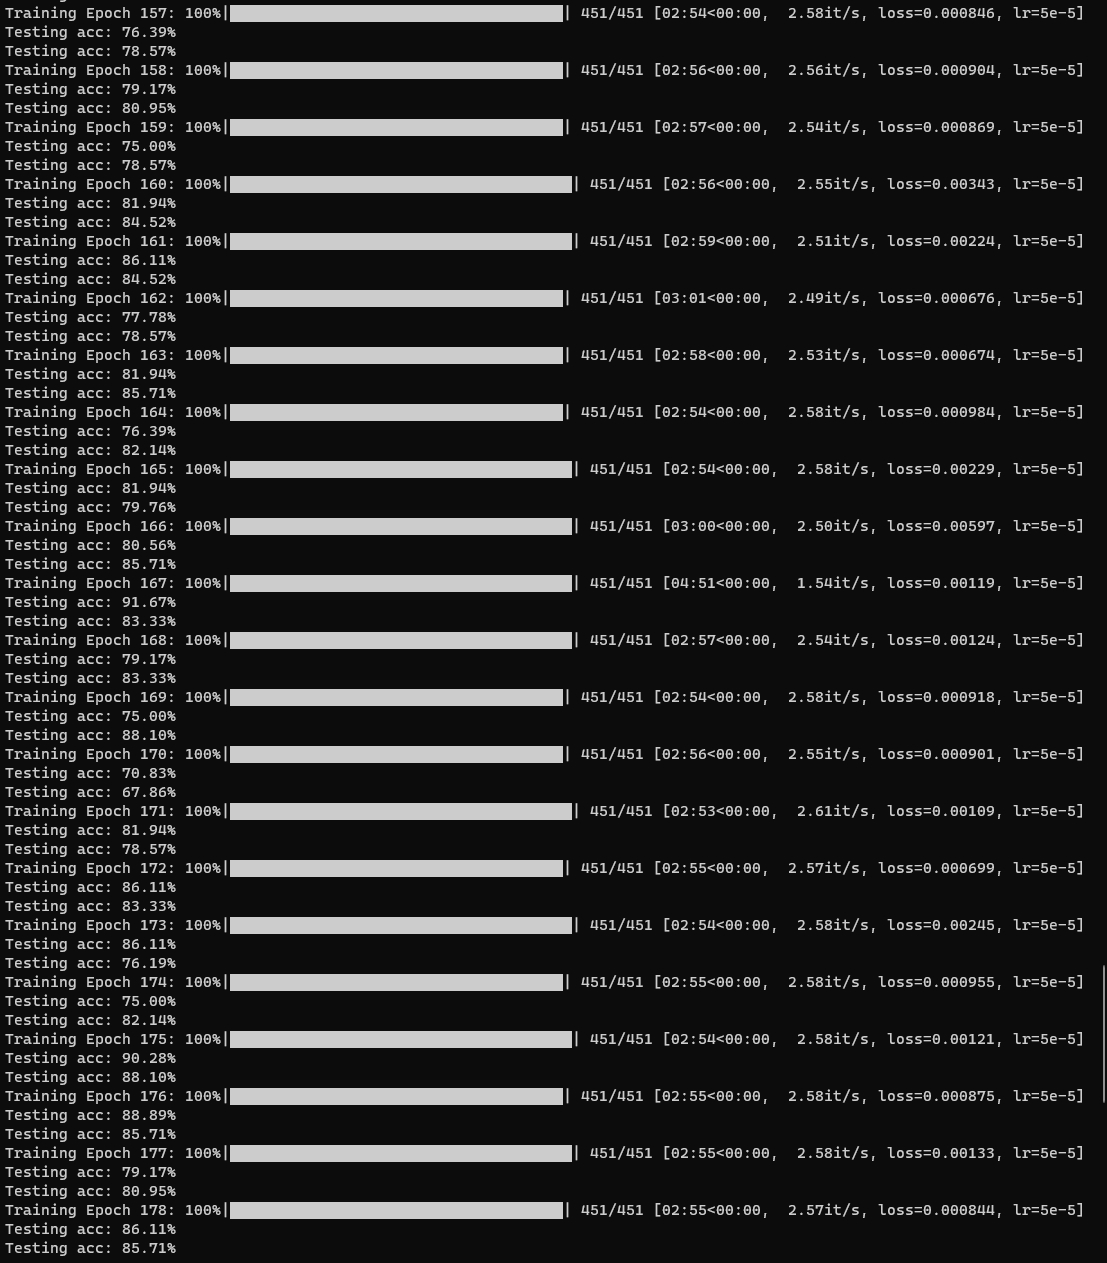 Training Epoch 157: 100%| | 451/451 [02:54<00:00, 2.58it/s, loss=0.000846, lr=5e-5]
Testing acc: 76.39%
Testing acc: 78.57%
Training Epoch 158: 100%| | 451/451 [02:56<00:00, 2.56it/s, loss=0.000904, lr=5e-5]
Testing acc: 79.17%
Testing acc: 80.95%
Training Epoch 159: 100%| | 451/451 [02:57<00:00, 2.54it/s, loss=0.000869, lr=5e-5]
Testing acc: 75.00%
Testing acc: 78.57%
Training Epoch 160: 100%| | 451/451 [02:56<00:00, 2.55it/s, loss=0.00343, lr=5e-5]
Testing acc: 81.94%
Testing acc: 84.52%
Training Epoch 161: 100%| | 451/451 [02:59<00:00, 2.51it/s, loss=0.00224, lr=5e-5]
Testing acc: 86.11%
Testing acc: 84.52%
Training Epoch 162: 100%| | 451/451 [03:01<00:00, 2.49it/s, loss=0.000676, lr=5e-5]
Testing acc: 77.78%
Testing acc: 78.57%
Training Epoch 163: 100%| | 451/451 [02:58<00:00, 2.53it/s, loss=0.000674, lr=5e-5]
Testing acc: 81.94%
Testing acc: 85.71%
Training Epoch 164: 100%| | 451/451 [02:54<00:00, 2.58it/s, loss=0.000984, lr=5e-5]
Testing acc: 76.39%
Testing acc: 82.14%
Training Epoch 165: 100%| | 451/451 [02:54<00:00, 2.58it/s, loss=0.00229, lr=5e-5]
Testing acc: 81.94%
Testing acc: 79.76%
Training Epoch 166: 100%| | 451/451 [03:00<00:00, 2.50it/s, loss=0.00597, lr=5e-5]
Testing acc: 80.56%
Testing acc: 85.71%
Training Epoch 167: 100%| | 451/451 [04:51<00:00, 1.54it/s, loss=0.00119, lr=5e-5]
Testing acc: 91.67%
Testing acc: 83.33%
Training Epoch 168: 100%| | 451/451 [02:57<00:00, 2.54it/s, loss=0.00124, lr=5e-5]
Testing acc: 79.17%
Testing acc: 83.33%
Training Epoch 169: 100%| | 451/451 [02:54<00:00, 2.58it/s, loss=0.000918, lr=5e-5]
Testing acc: 75.00%
Testing acc: 88.10%
Training Epoch 170: 100%| | 451/451 [02:56<00:00, 2.55it/s, loss=0.000901, lr=5e-5]
Testing acc: 70.83%
Testing acc: 67.86%
Training Epoch 171: 100%| | 451/451 [02:53<00:00, 2.61it/s, loss=0.00109, lr=5e-5]
Testing acc: 81.94%
Testing acc: 78.57%
Training Epoch 172: 100%| | 451/451 [02:55<00:00, 2.57it/s, loss=0.000699, lr=5e-5]
Testing acc: 86.11%
Testing acc: 83.33%
Training Epoch 173: 100%| | 451/451 [02:54<00:00, 2.58it/s, loss=0.00245, lr=5e-5]
Testing acc: 86.11%
Testing acc: 76.19%
Training Epoch 174: 100%| | 451/451 [02:55<00:00, 2.58it/s, loss=0.000955, lr=5e-5]
Testing acc: 75.00%
Testing acc: 82.14%
Training Epoch 175: 100%| | 451/451 [02:54<00:00, 2.58it/s, loss=0.00121, lr=5e-5]
Testing acc: 90.28%
Testing acc: 88.10%
Training Epoch 176: 100%| | 451/451 [02:55<00:00, 2.58it/s, loss=0.000875, lr=5e-5]
Testing acc: 88.89%
Testing acc: 85.71%
Training Epoch 177: 100%| | 451/451 [02:55<00:00, 2.58it/s, loss=0.00133, lr=5e-5]
Testing acc: 79.17%
Testing acc: 80.95%
Training Epoch 178: 100%| | 451/451 [02:55<00:00, 2.57it/s, loss=0.000844, lr=5e-5]
Testing acc: 86.11%
Testing acc: 85.71%